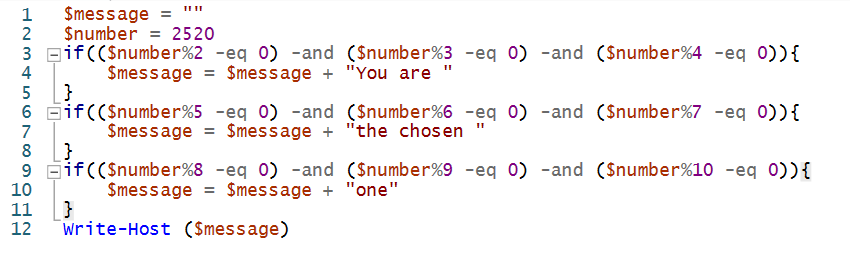 1 $message = ""
2 $number = 2520
3 if(($number%2 -eq 0) -and ($number%3 -eq 0) -and ($number%4 -eq 0)){
4 $message = $message + "You are "
5 }
6 if(($number%5 -eq 0) -and ($number%6 -eq 0) -and ($number%7 -eq 0)){
7 $message = $message + "the chosen "
8 }
9 if(($number%8 -eq 0) -and ($number%9 -eq 0) -and ($number%10 -eq 0)){
10 $message = $message + "one"
11 }
12 Write-Host ($message)